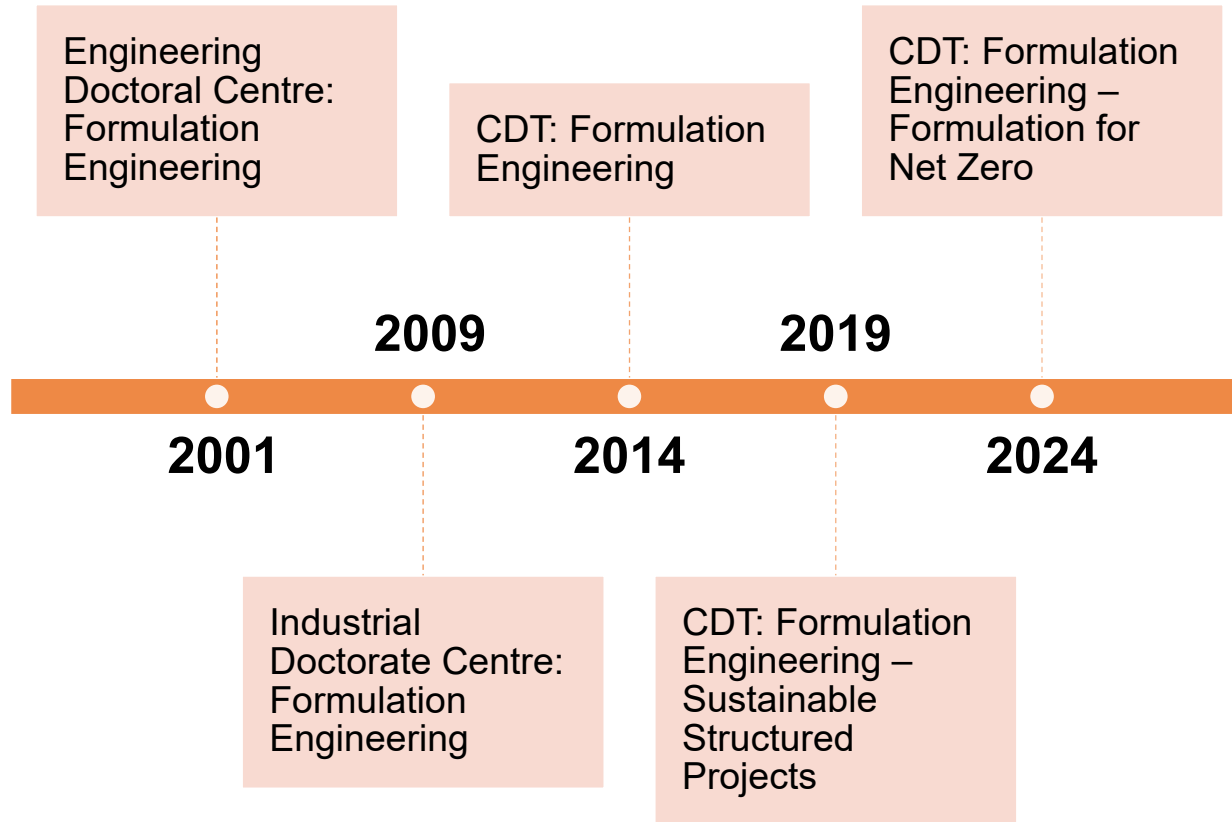 Engineering
Doctoral Centre:
Formulation
Engineering
CDT: Formulation
Engineering
CDT: Formulation
Engineering –
Formulation for
Net Zero
2009
2019
2001
2014
2024
Industrial
Doctorate Centre:
Formulation
Engineering
CDT: Formulation
Engineering –
Sustainable
Structured
Projects